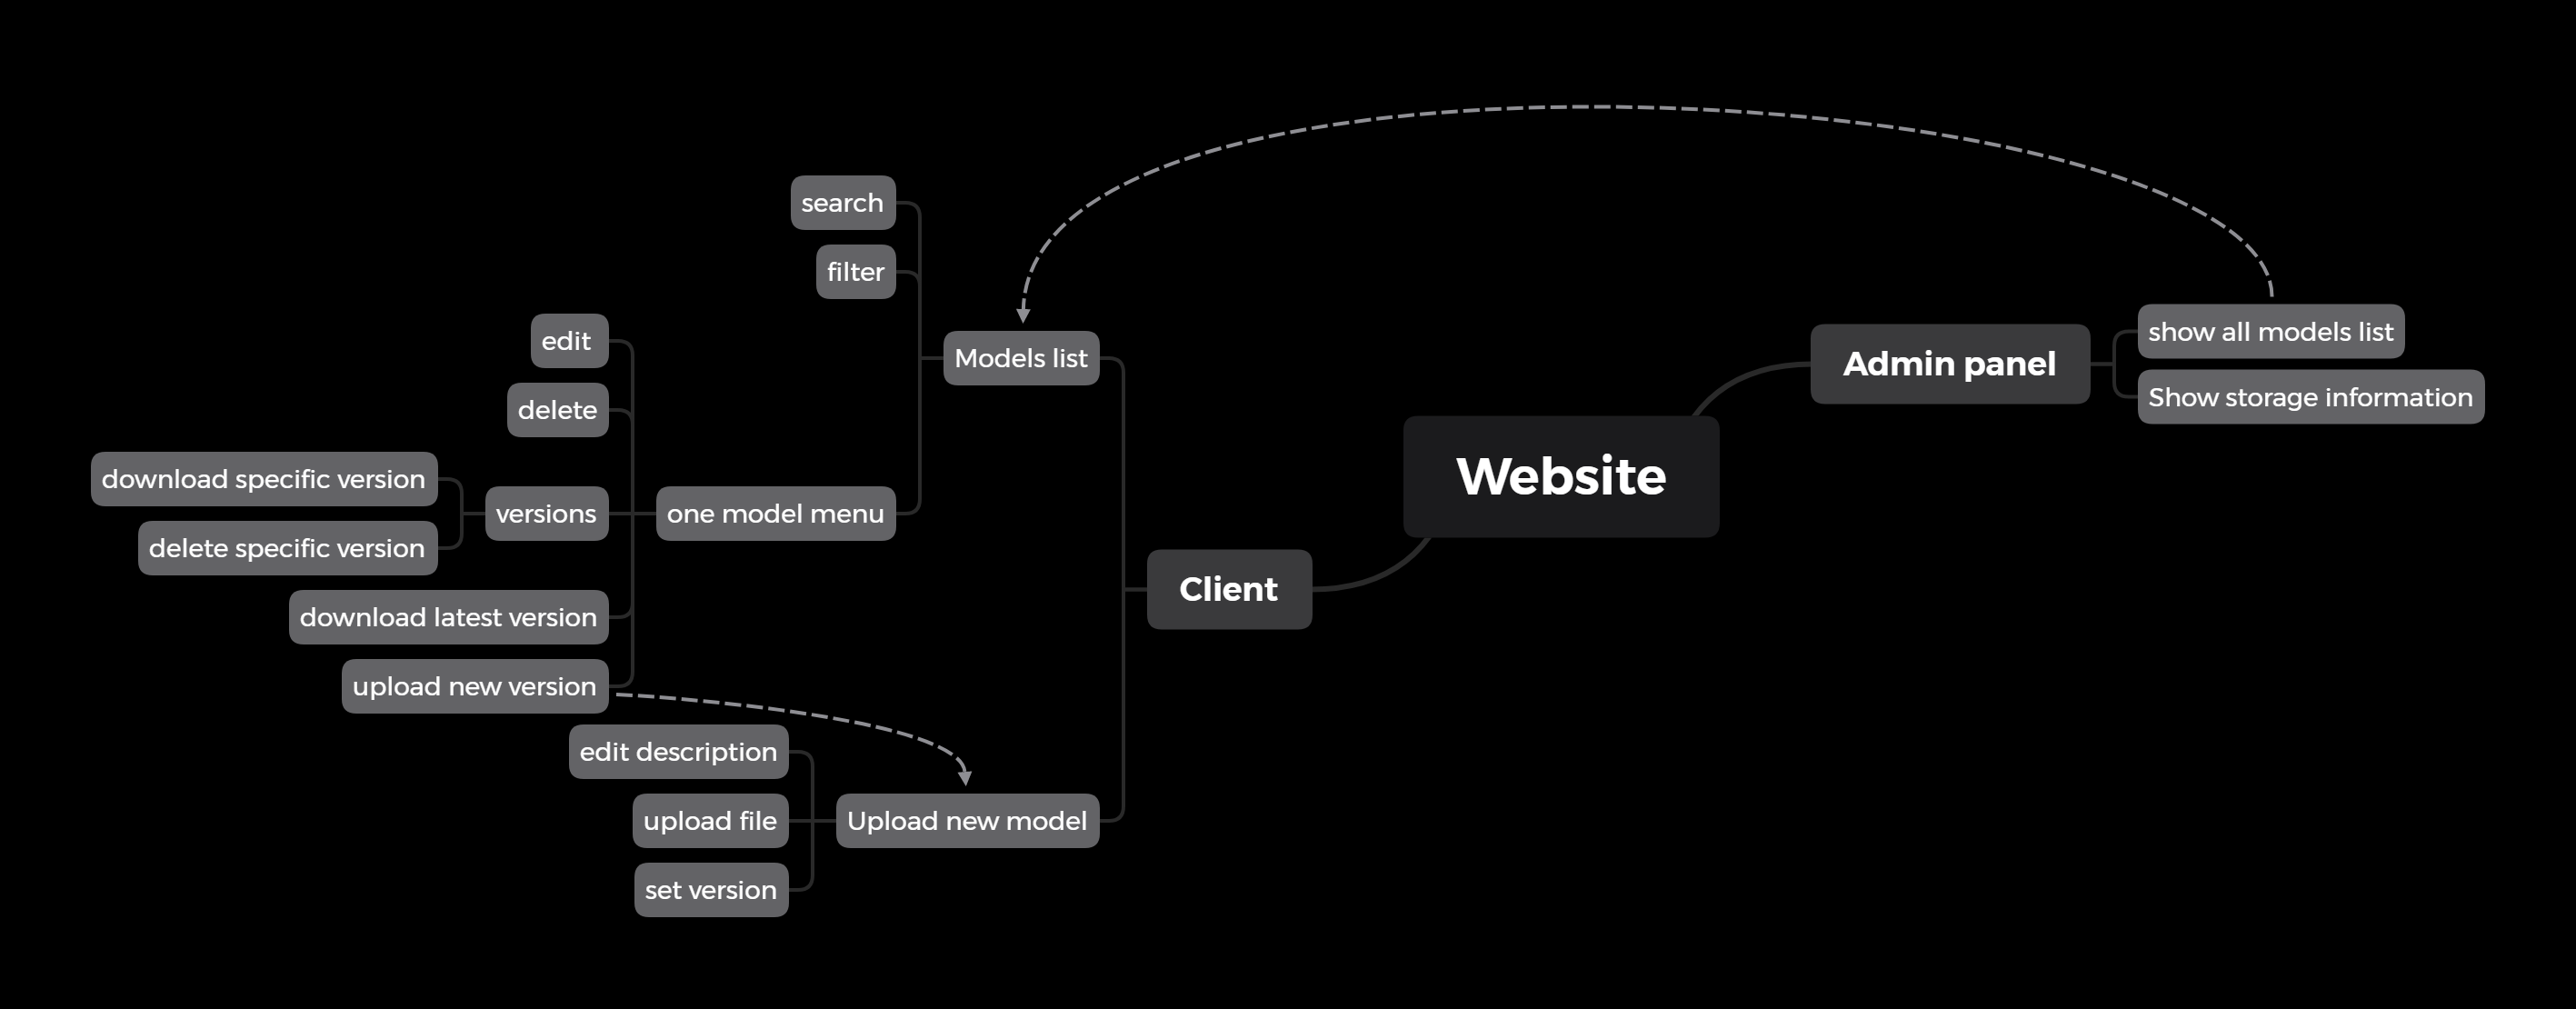 search
filter
edit
delete
download specific version
delete specific version
versions
download latest version
upload new version
one model menu
Models list
edit description
upload file
set version
Upload new model
Client
Website
Admin panel
show all models list
Show storage information